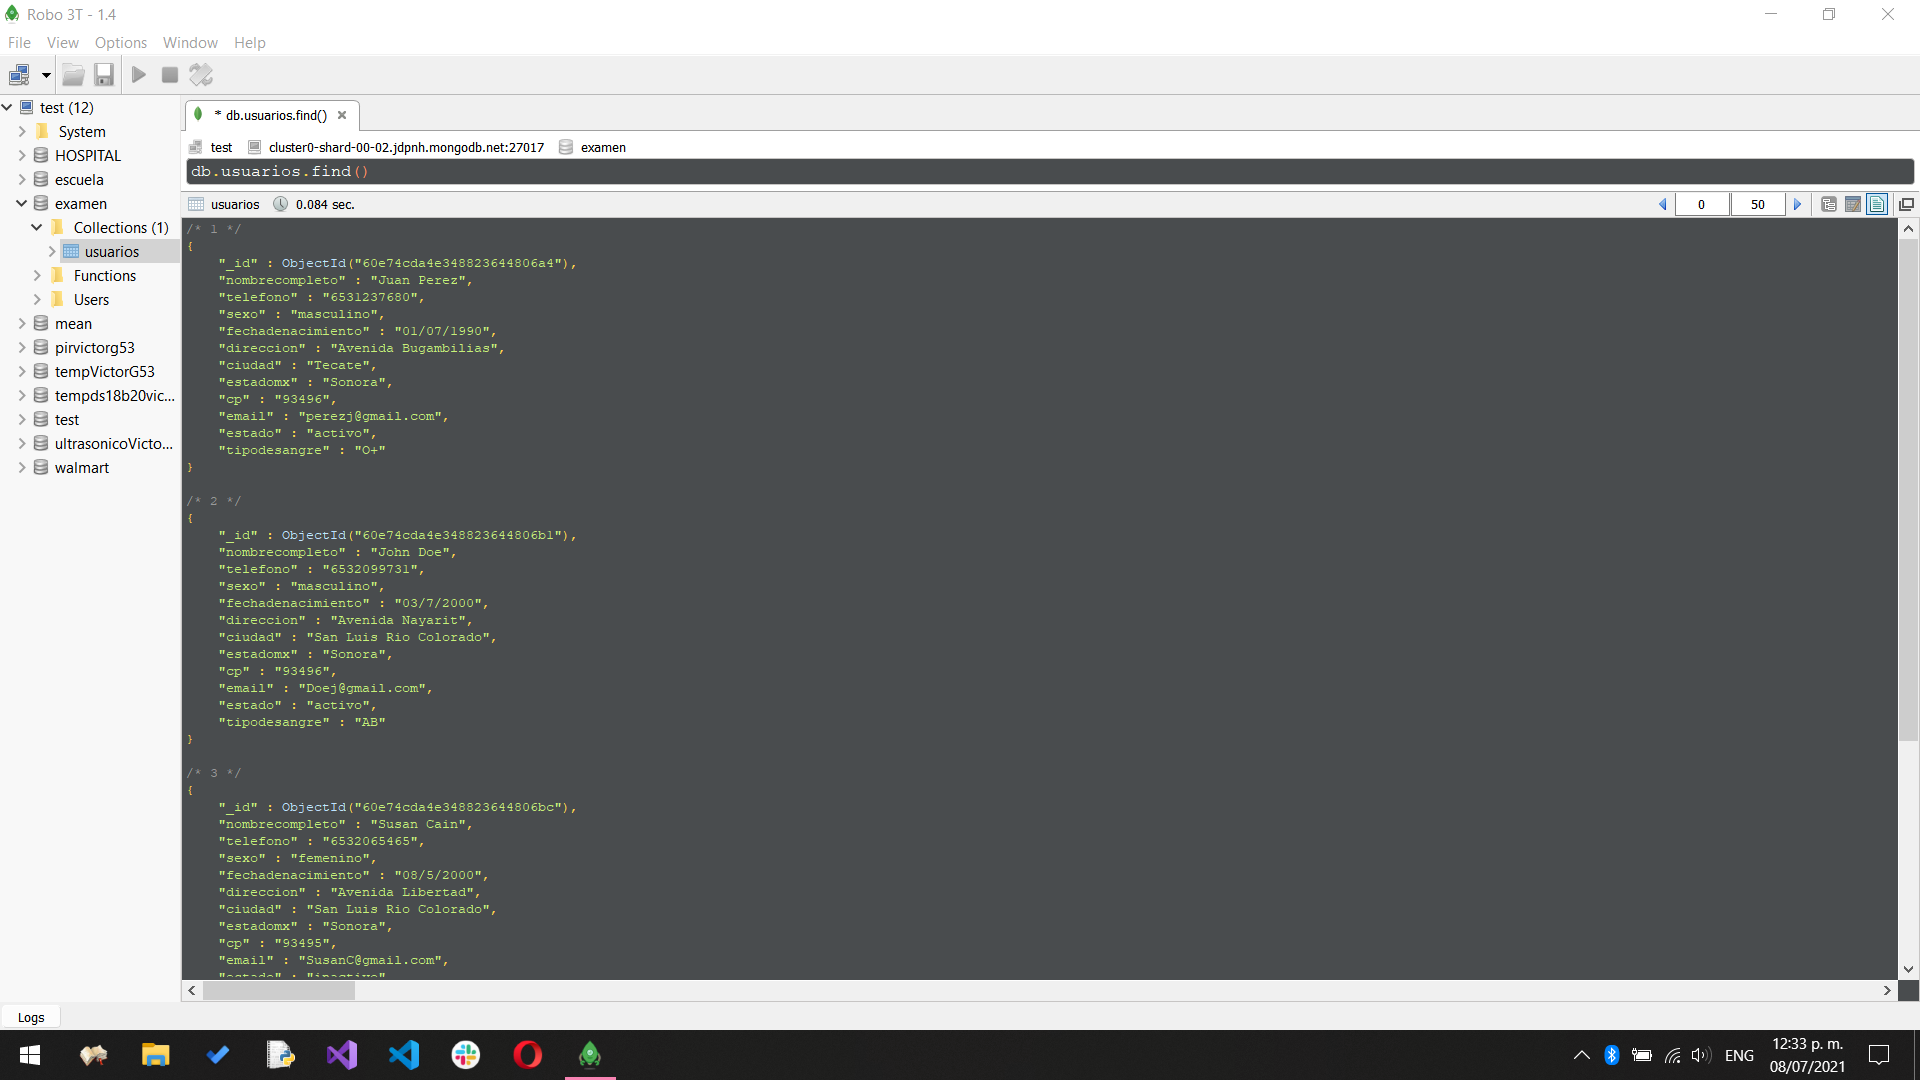 Robo 3T - 1.4
File View Options Window Help
test (12)
System
HOSPITAL
escuela
examen
Collections (1)
usuarios
Functions
Users
mean
pirvictorg53
tempVictorG53
tempds18b20vic...
test
ultrasonicoVicto...
walmart
* db.usuarios.find()
test cluster0-shard-00-02.jdpnh.mongodb.net:27017 examen
db.usuarios.find()
usuarios 0.084 sec. 0 50
/* 1 */
{
"_id" : ObjectId("60e74cda4e348823644806a4"),
"nombrecompleto" : "Juan Perez",
"telefono" : "6531237680",
"sexo" : "masculino",
"fechadenacimiento" : "01/07/1990",
"direccion" : "Avenida Bugambilias",
"ciudad" : "Tecate",
"estadomx" : "Sonora",
"cp" : "93496",
"email" : "perezj@gmail.com",
"estado" : "activo",
"tipodesangre" : "O+"
}
/* 2 */
{
"_id" : ObjectId("60e74cda4e348823644806b1"),
"nombrecompleto" : "John Doe",
"telefono" : "6532099731",
"sexo" : "masculino",
"fechadenacimiento" : "03/7/2000",
"direccion" : "Avenida Nayarit",
"ciudad" : "San Luis Rio Colorado",
"estadomx" : "Sonora",
"cp" : "93496",
"email" : "Doej@gmail.com",
"estado" : "activo",
"tipodesangre" : "AB"
}
/* 3 */
{
"_id" : ObjectId("60e74cda4e348823644806bc"),
"nombrecompleto" : "Susan Cain",
"telefono" : "6532065465",
"sexo" : "femenino",
"fechadenacimiento" : "08/5/2000",
"direccion" : "Avenida Libertad",
"ciudad" : "San Luis Rio Colorado",
"estadomx" : "Sonora",
"cp" : "93495",
"email" : "SusanC@gmail.com",
"estado" : "inactivo"
Logs
ENG
12:33 p. m.
08/07/2021